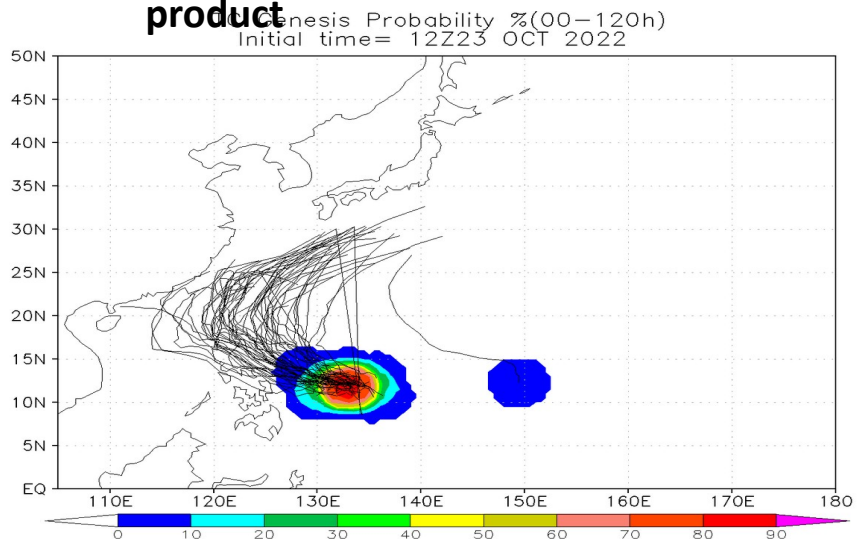 product
Genesis Probability %(00-120h)
Initial time= 12Z23 OCT 2022
50N
45N
40N
35N
30N
25N
20N
15N
10N
5N
EQ
110E 120E 130E 140E 150E 160E 170E 180
0 10 20 30 40 50 60 70 80 90